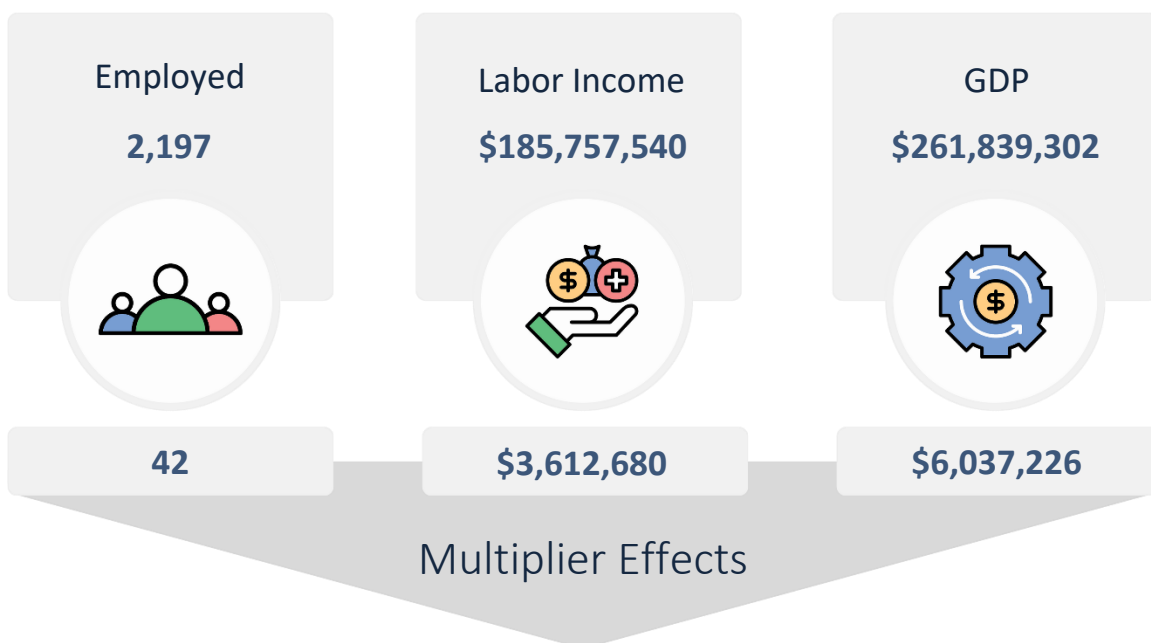 Employed
2,197
Labor Income
$185,757,540
GDP
$261,839,302
$
$
42
$3,612,680
$6,037,226
Multiplier Effects